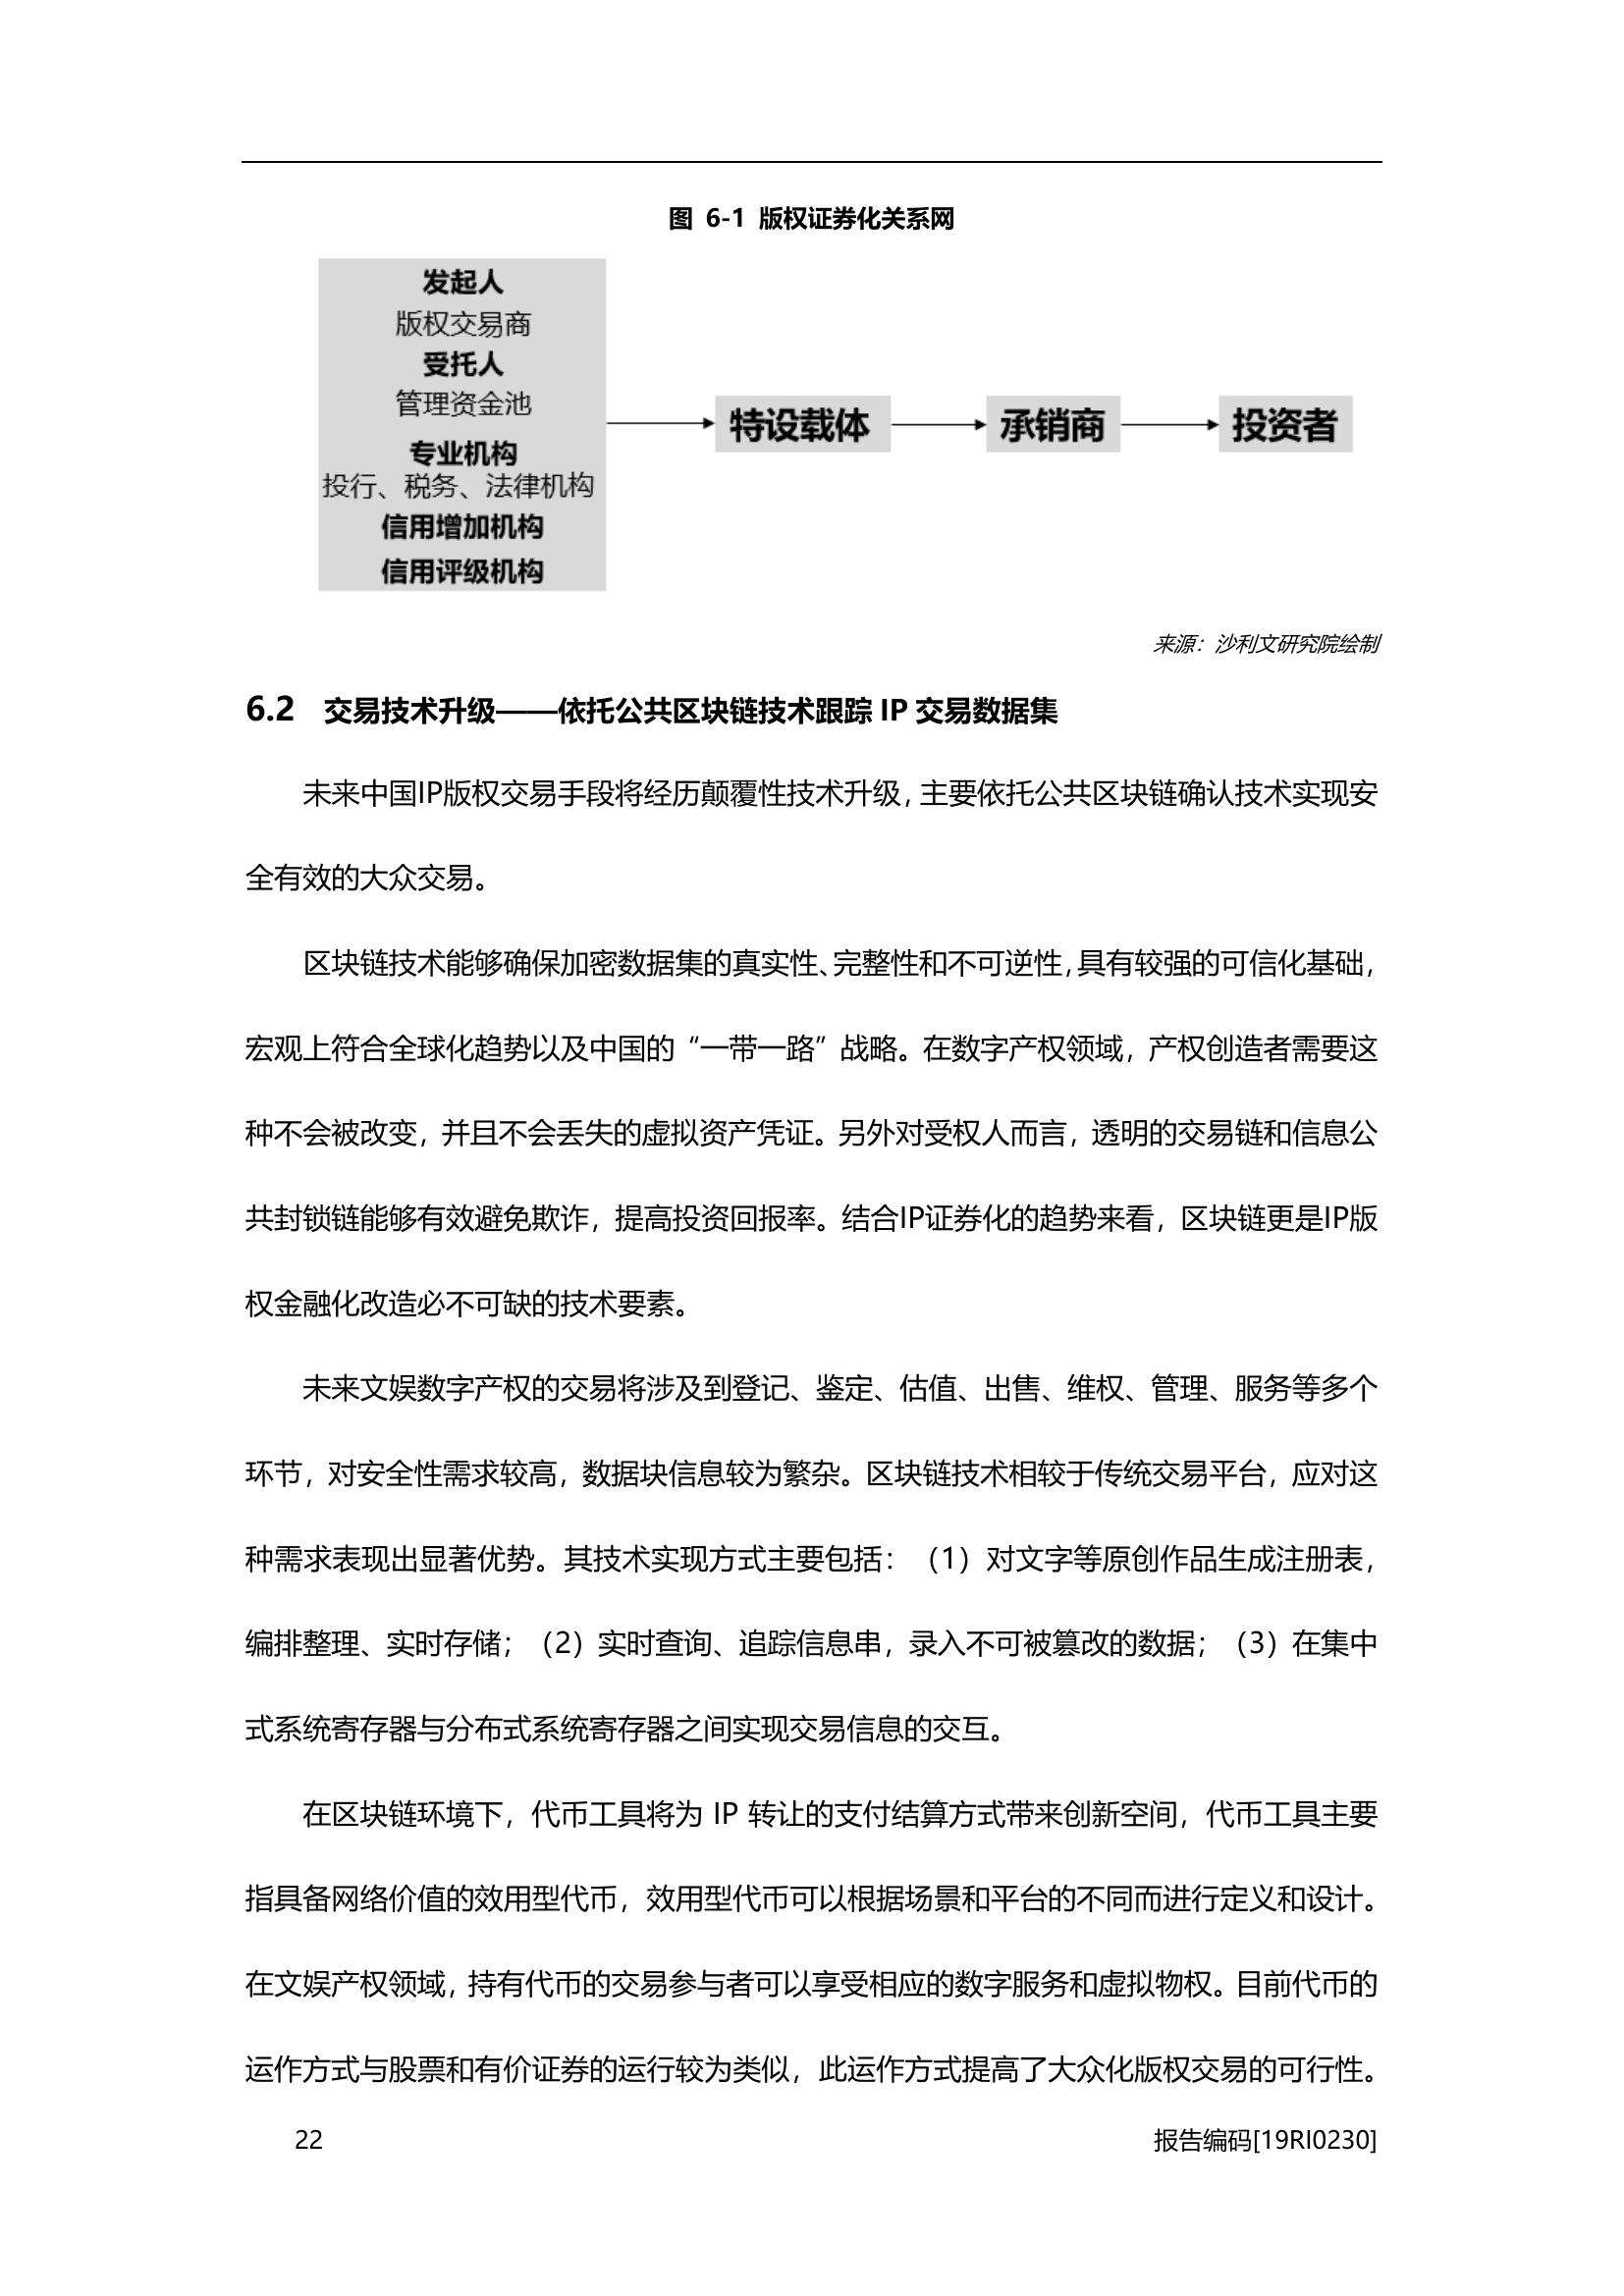 图 6-1 版权证券化关系网
发起人
版权交易商
受托人
管理资金池
专业机构
投行、税务、法律机构
信用增加机构
信用评级机构
特设载体
承销商
投资者
来源：沙利文研究院绘制
6.2 交易技术升级——依托公共区块链技术跟踪 IP 交易数据集
未来中国IP版权交易手段将经历颠覆性技术升级，主要依托公共区块链确认技术实现安
全有效的大众交易。
区块链技术能够确保加密数据集的真实性、完整性和不可逆性，具有较强的可信化基础，
宏观上符合全球化趋势以及中国的“一带一路”战略。在数字产权领域，产权创造者需要这
种不会被改变，并且不会丢失的虚拟资产凭证。另外对受权人而言，透明的交易链和信息公
共封锁链能够有效避免欺诈，提高投资回报率。结合IP证券化的趋势来看，区块链更是IP版
权金融化改造必不可缺的技术要素。
未来文娱数字产权的交易将涉及到登记、鉴定、估值、出售、维权、管理、服务等多个
环节，对安全性需求较高，数据块信息较为繁杂。区块链技术相较于传统交易平台，应对这
种需求表现出显著优势。其技术实现方式主要包括：（1）对文字等原创作品生成注册表，
编排整理、实时存储；（2）实时查询、追踪信息串，录入不可被篡改的数据；（3）在集中
式系统寄存器与分布式系统寄存器之间实现交易信息的交互。
在区块链环境下，代币工具将为 IP 转让的支付结算方式带来创新空间，代币工具主要
指具备网络价值的效用型代币，效用型代币可以根据场景和平台的不同而进行定义和设计。
在文娱产权领域，持有代币的交易参与者可以享受相应的数字服务和虚拟物权。目前代币的
运作方式与股票和有价证券的运行较为类似，此运作方式提高了大众化版权交易的可行性。
22
报告编码[19RI0230]